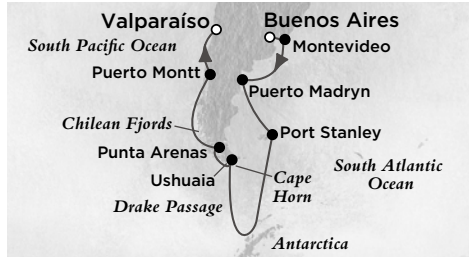 Valparaíso
Buenos Aires
South Pacific Ocean
Montevideo
Puerto Montt
Puerto Madryn
Chilean Fjords
Port Stanley
Punta Arenas
Ushuaia
Cape
Horn
South Atlantic
Ocean
Drake Passage
Antarctica